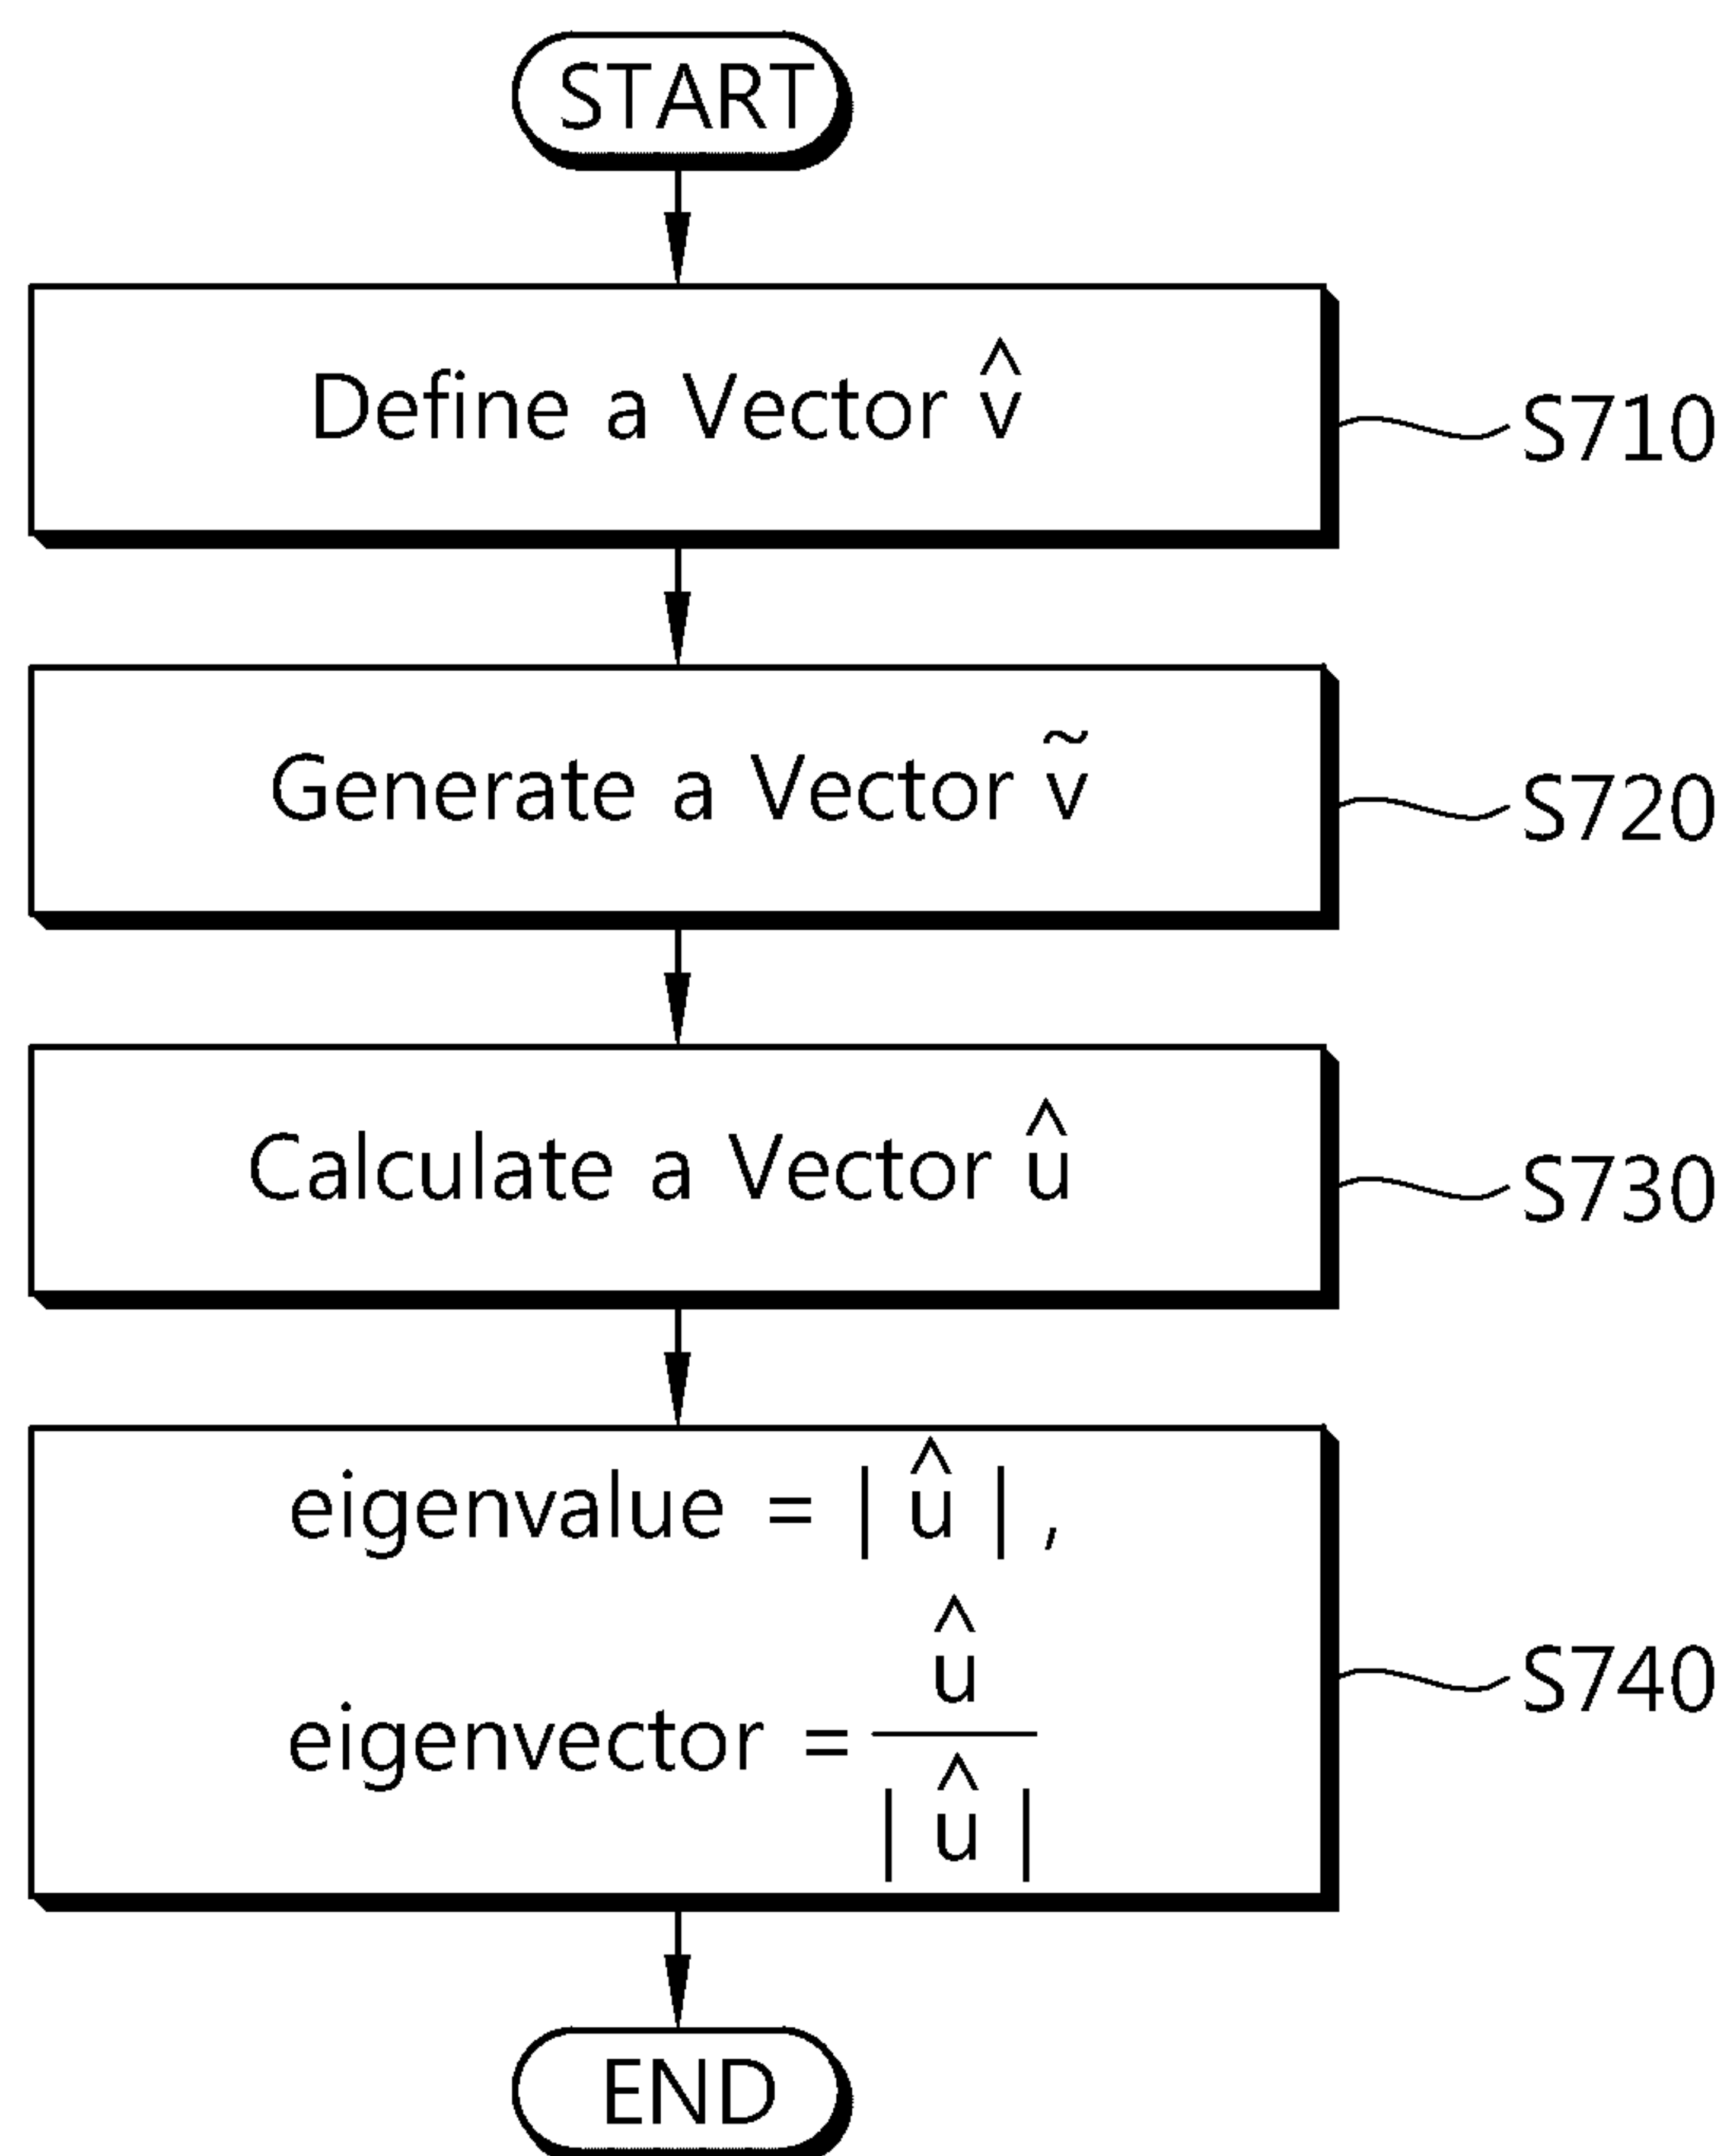 START
Define a Vector v̂
S710
Generate a Vector ṽ
S720
Calculate a Vector û
S730
eigenvalue = | û | ,
eigenvector = û / | û |
S740
END